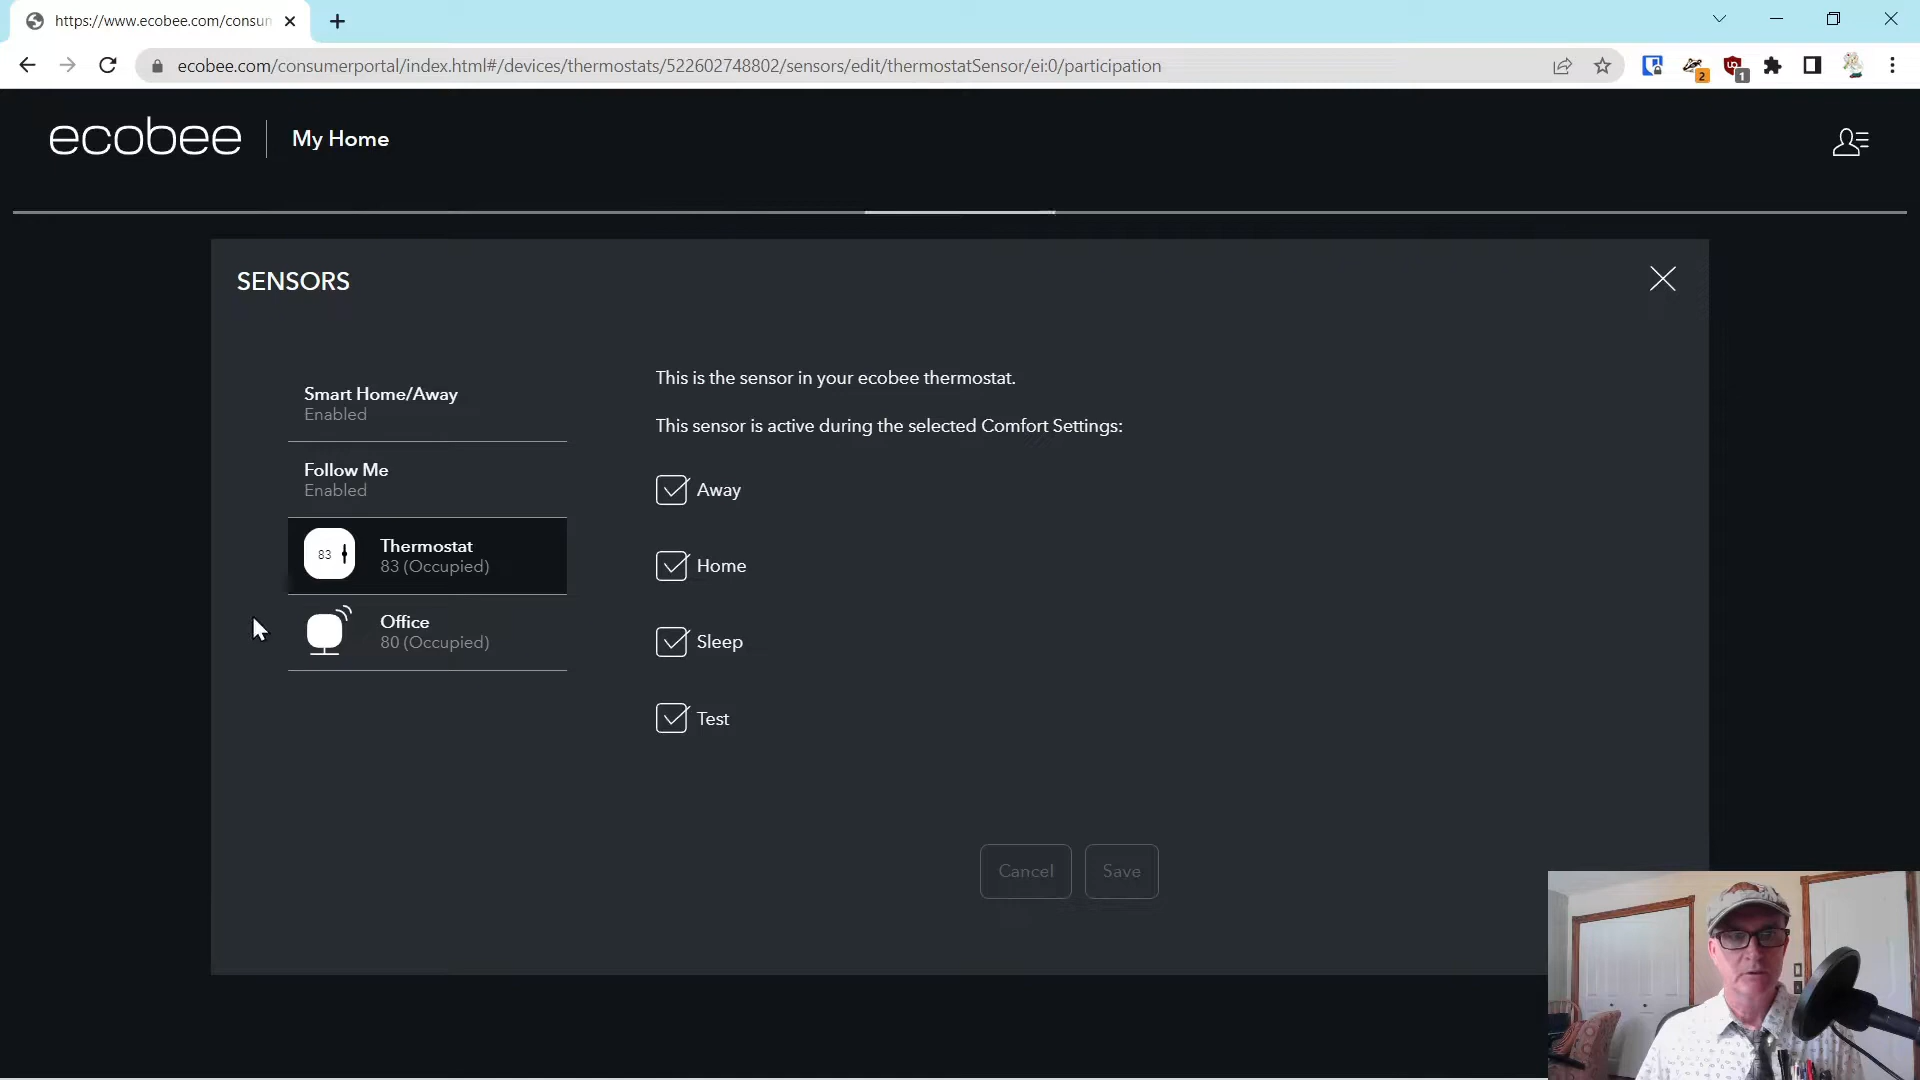 https://www.ecobee.com/consum
ecobee.com/consumerportal/index.html#/devices/thermostats/522602748802/sensors/edit/thermostatSensor/ei:0/participation
2
1
ecobee
My Home
SENSORS
Smart Home/Away
Enabled
Follow Me
Enabled
83
Thermostat
83 (Occupied)
Office
80 (Occupied)
This is the sensor in your ecobee thermostat.
This sensor is active during the selected Comfort Settings:
Away
Home
Sleep
Test
Cancel
Save